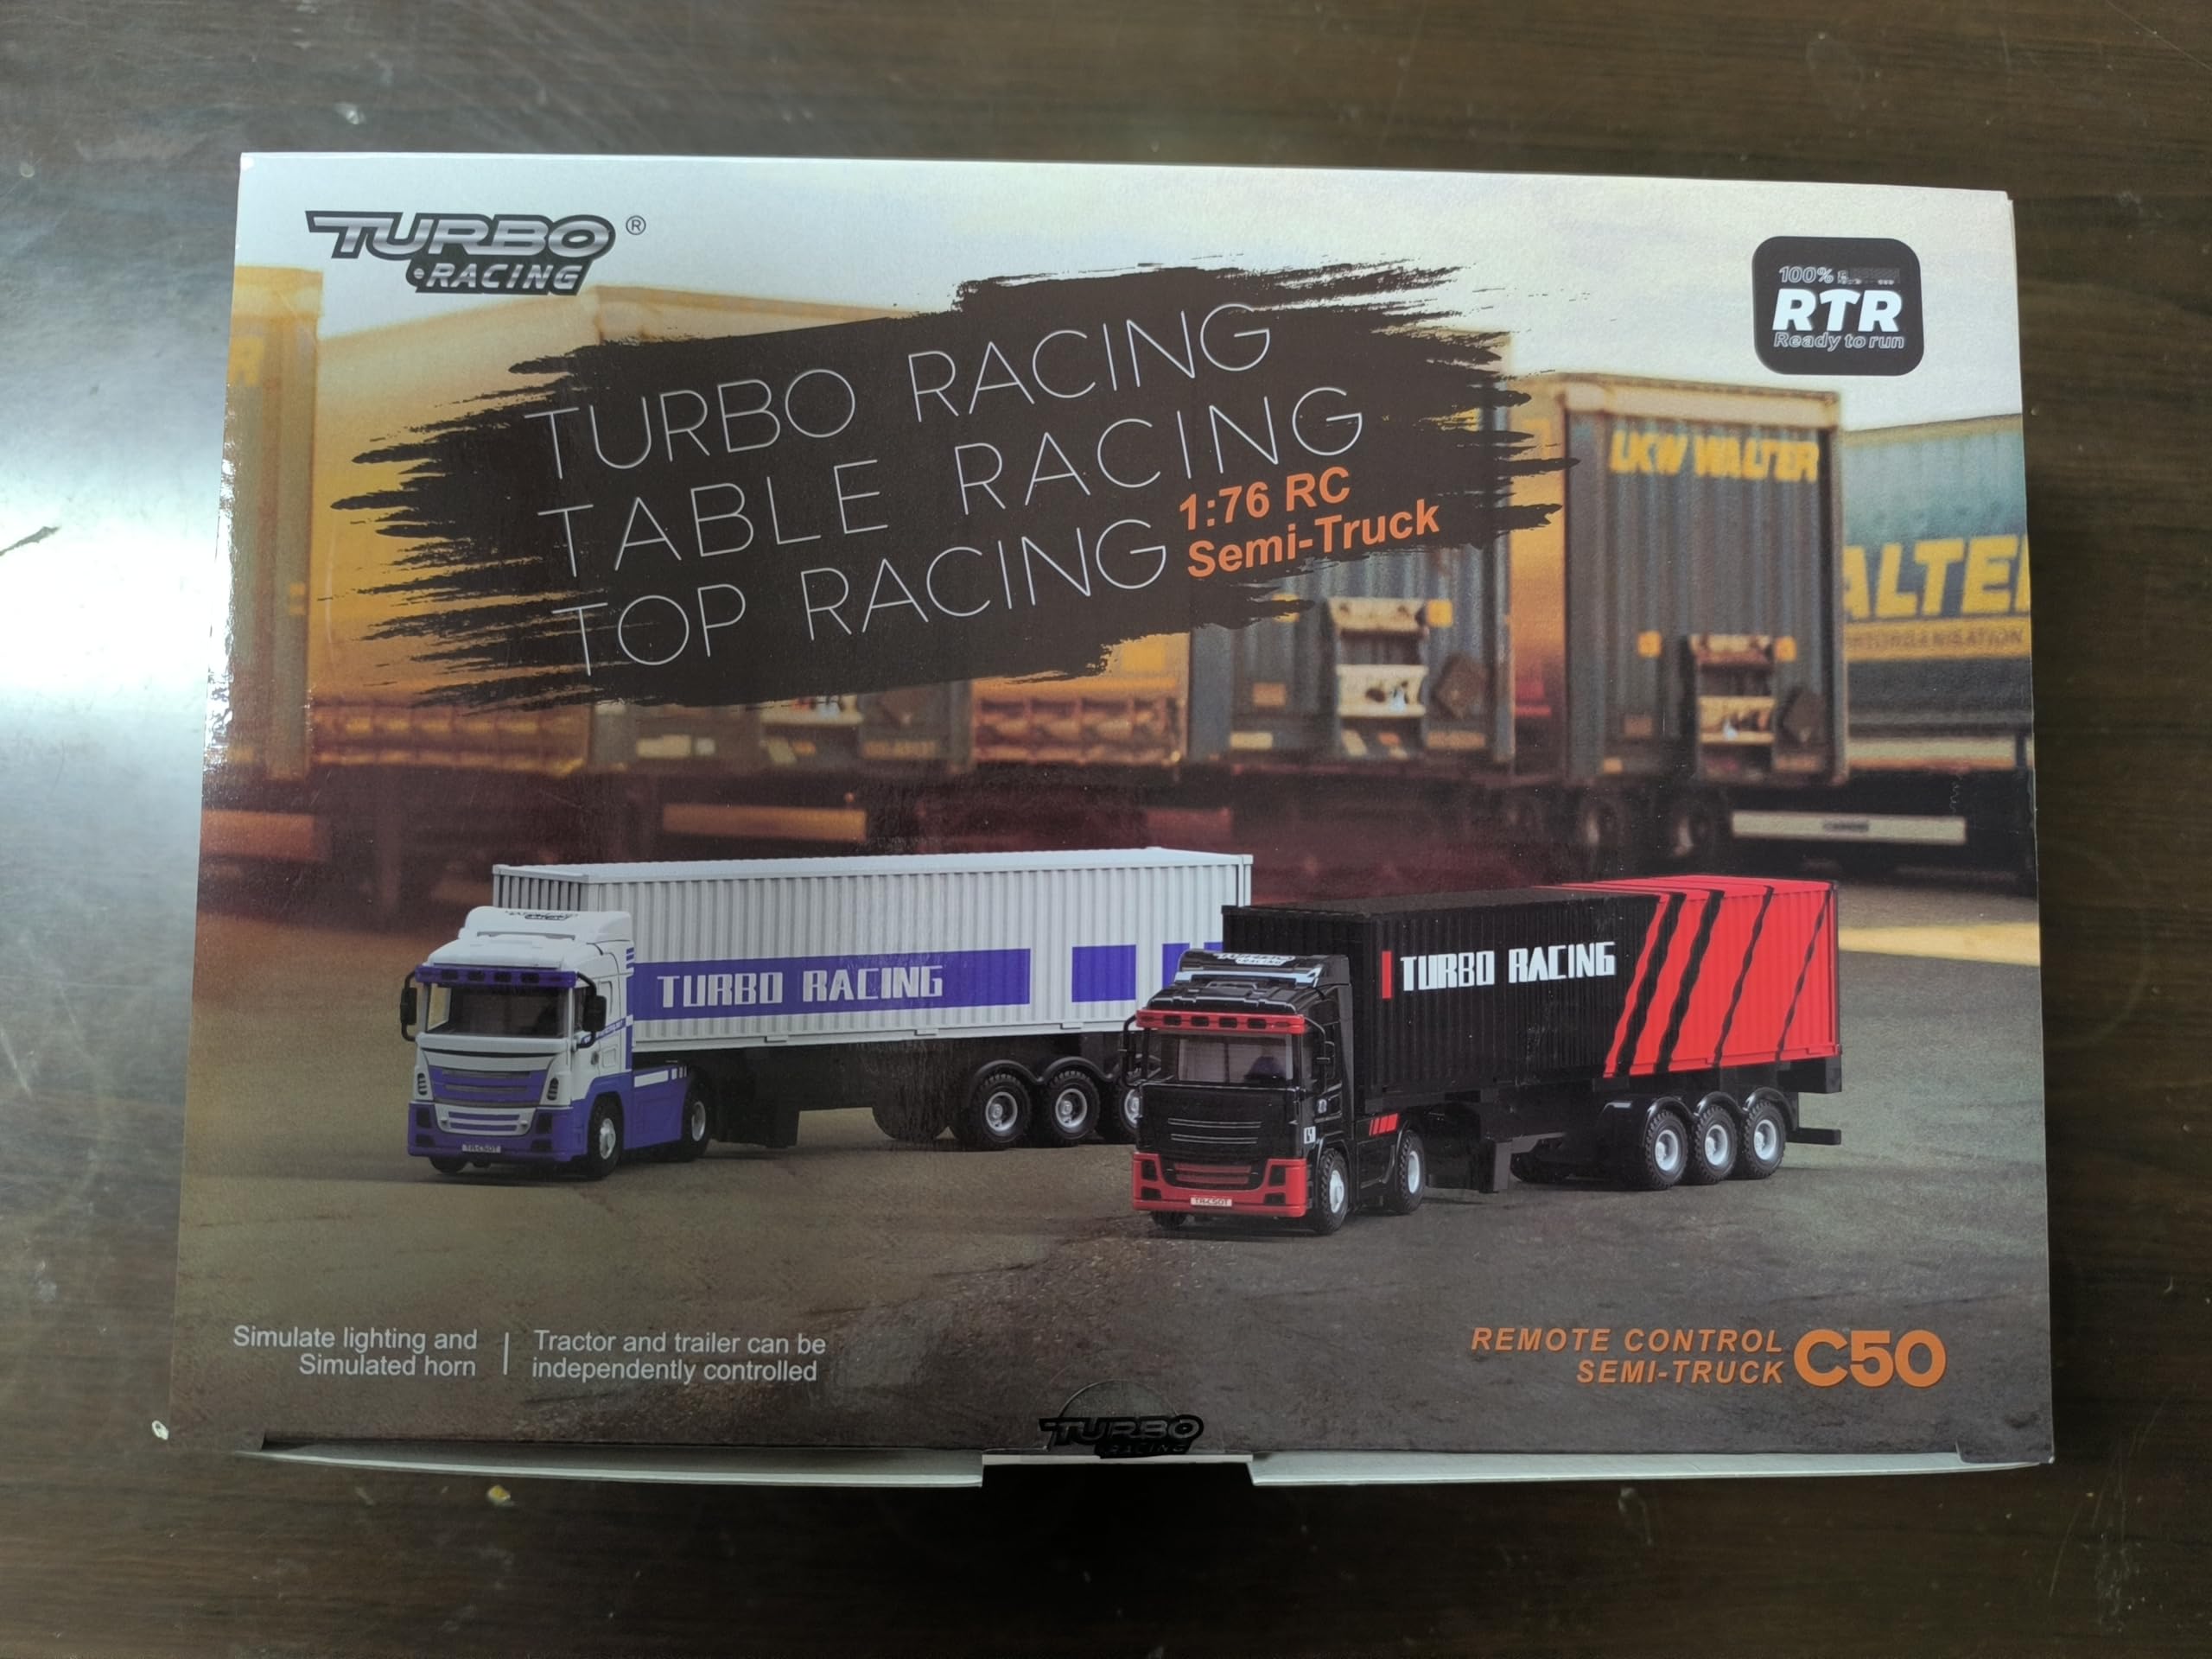 TURBO ®
RACING
100%
RTR
Ready to run
TURBO RACING
TABLE RACING
TOP RACING
1:76 RC
Semi-Truck
LKW WALTER
ALTE
TURBO RACING
TURBO RACING
Simulate lighting and
Simulated horn
Tractor and trailer can be
independently controlled
REMOTE CONTROL
SEMI-TRUCK
C50
TURBO
RACING